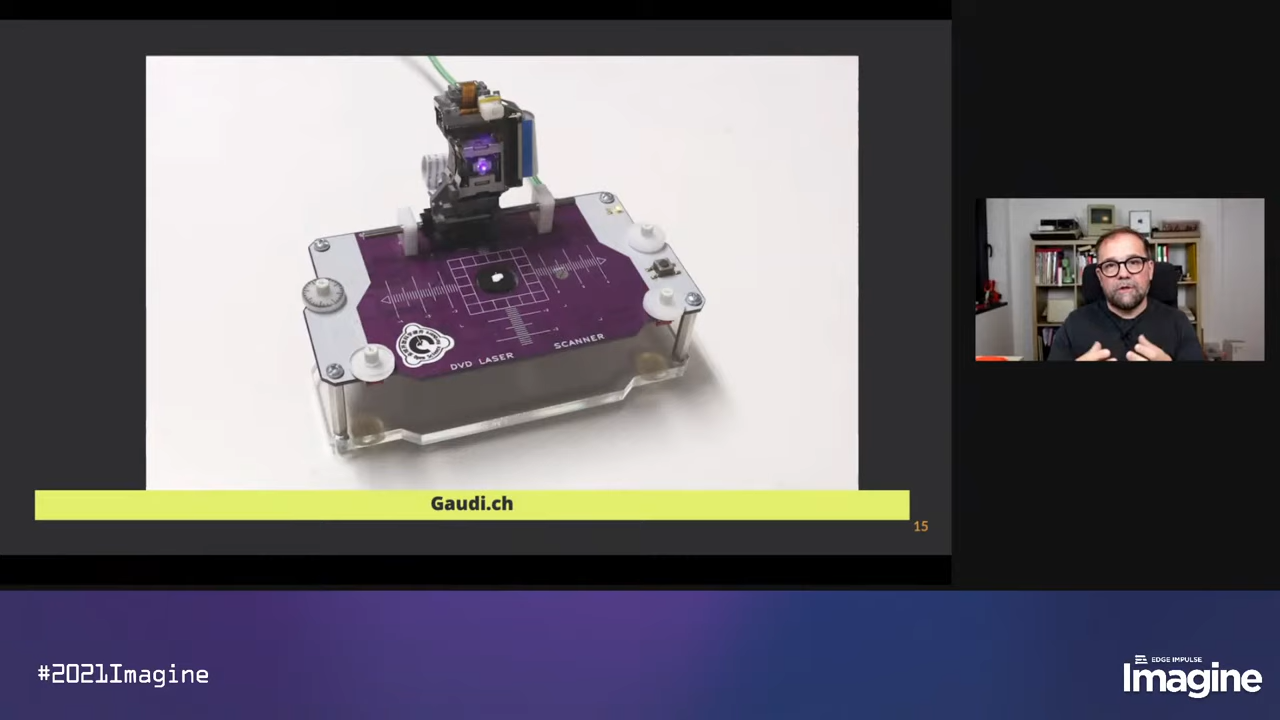 DVD LASER SCANNER
Gaudi.ch
15
#2021Imagine
EDGE IMPULSE
Imagine